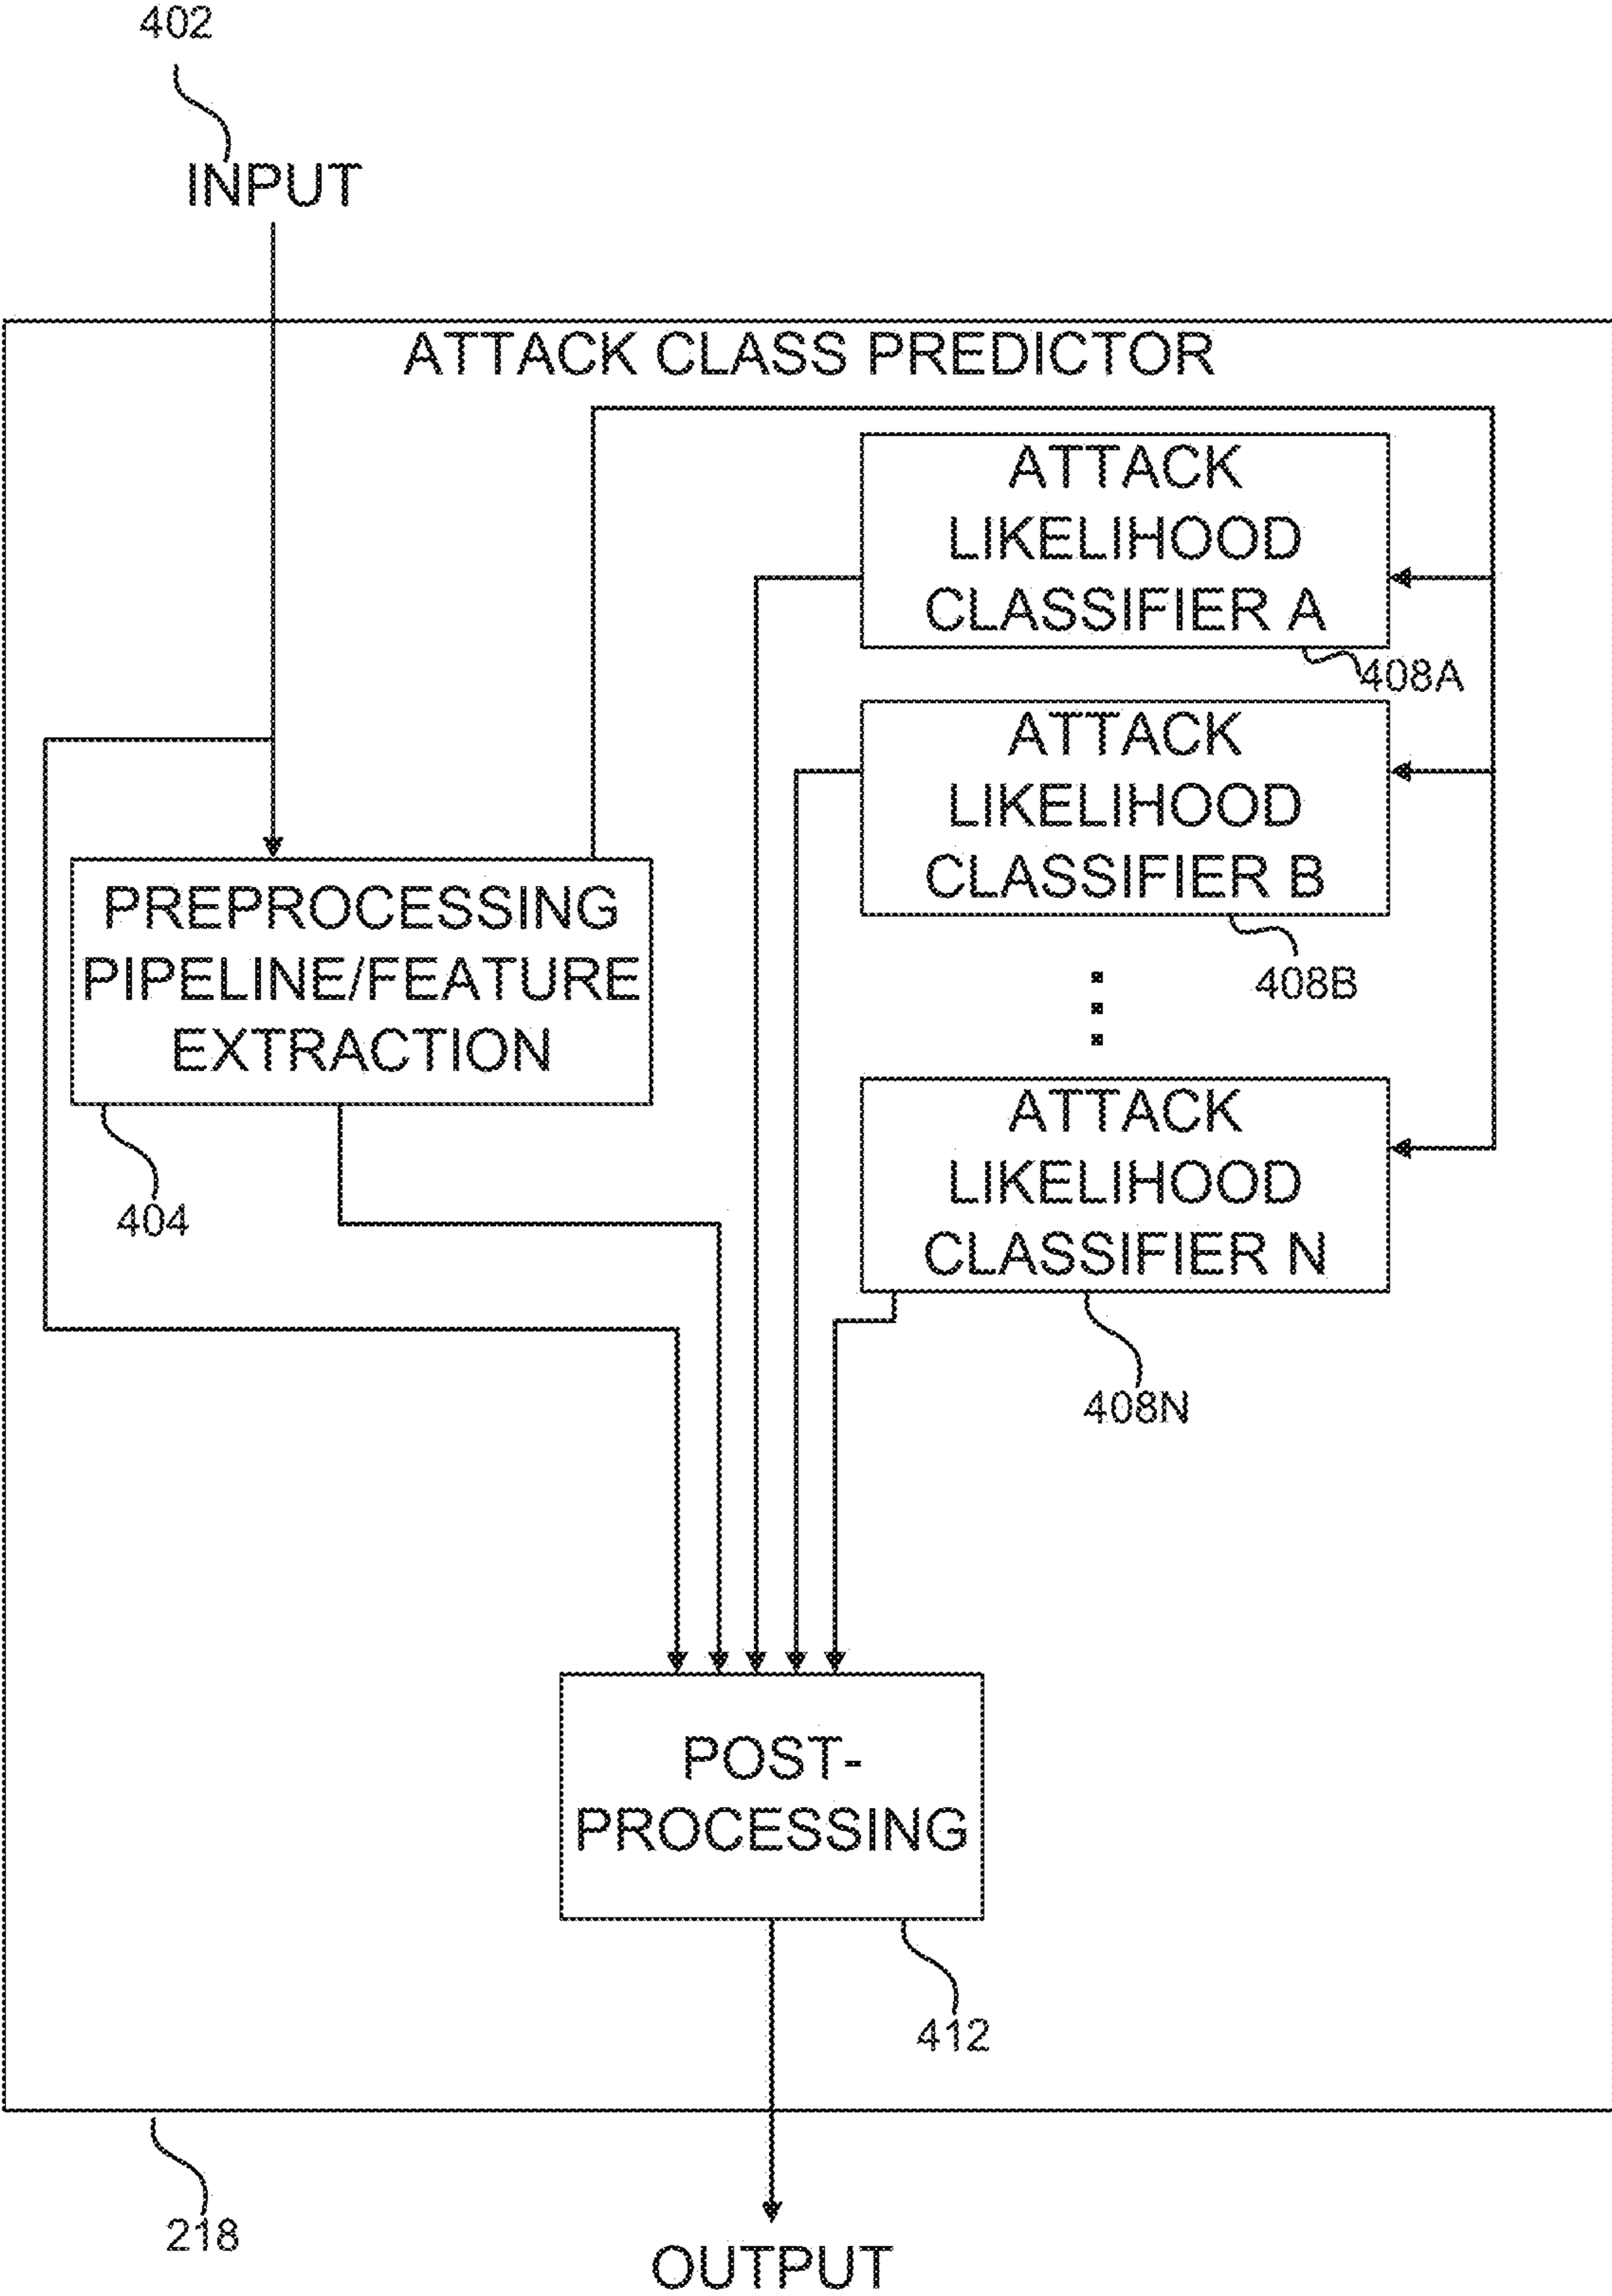 402
INPUT
ATTACK CLASS PREDICTOR
ATTACK
LIKELIHOOD
CLASSIFIER A
408A
ATTACK
LIKELIHOOD
CLASSIFIER B
408B
PREPROCESSING
PIPELINE/FEATURE
EXTRACTION
404
ATTACK
LIKELIHOOD
CLASSIFIER N
408N
POST-
PROCESSING
412
218
OUTPUT